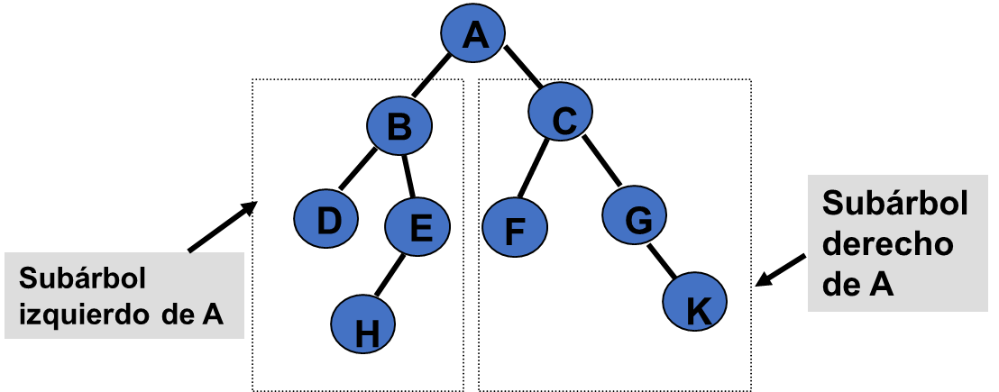 A
B
C
D
E
F
G
H
K
Subárbol
izquierdo de A
Subárbol
derecho
de A